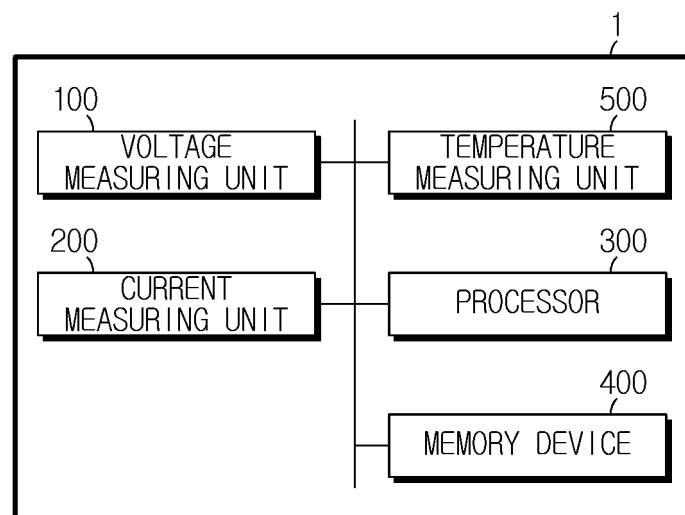 1
100
VOLTAGE
MEASURING UNIT
500
TEMPERATURE
MEASURING UNIT
200
CURRENT
MEASURING UNIT
300
PROCESSOR
400
MEMORY DEVICE